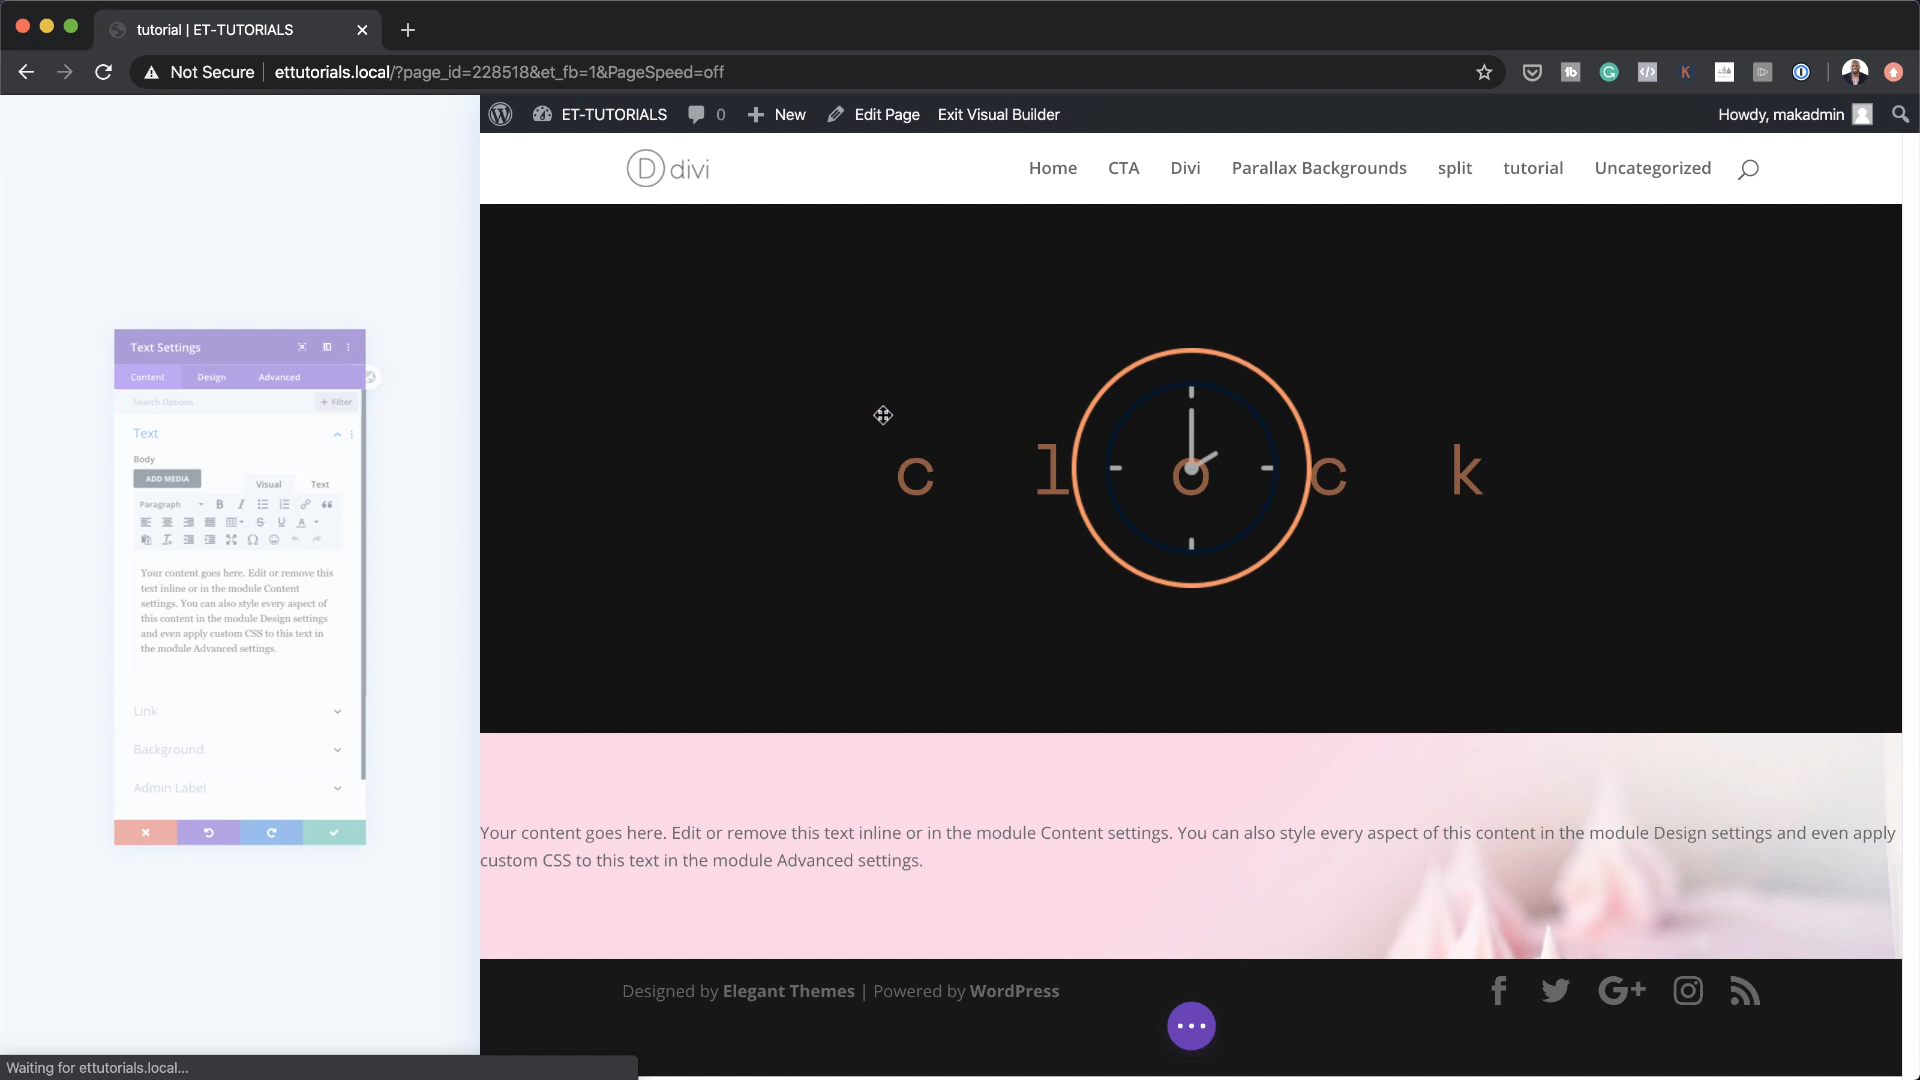 tutorial | ET-TUTORIALS
Not Secure
ettutorials.local/?page_id=228518&et_fb=1&PageSpeed=off
ET-TUTORIALS
0
New
Edit Page
Exit Visual Builder
Howdy, makadmin
D divi
Home
CTA
Divi
Parallax Backgrounds
split
tutorial
Uncategorized
Text Settings
Content
Design
Advanced
Search Options
+ Filter
Text
Body
ADD MEDIA
Visual
Text
Paragraph
Your content goes here. Edit or remove this
text inline or in the module Content
settings. You can also style every aspect of
this content in the module Design settings
and even apply custom CSS to this text in
the module Advanced settings.
Link
Background
Admin Label
c l o c k
Your content goes here. Edit or remove this text inline or in the module Content settings. You can also style every aspect of this content in the module Design settings and even apply
custom CSS to this text in the module Advanced settings.
Designed by Elegant Themes | Powered by WordPress
Waiting for ettutorials.local...